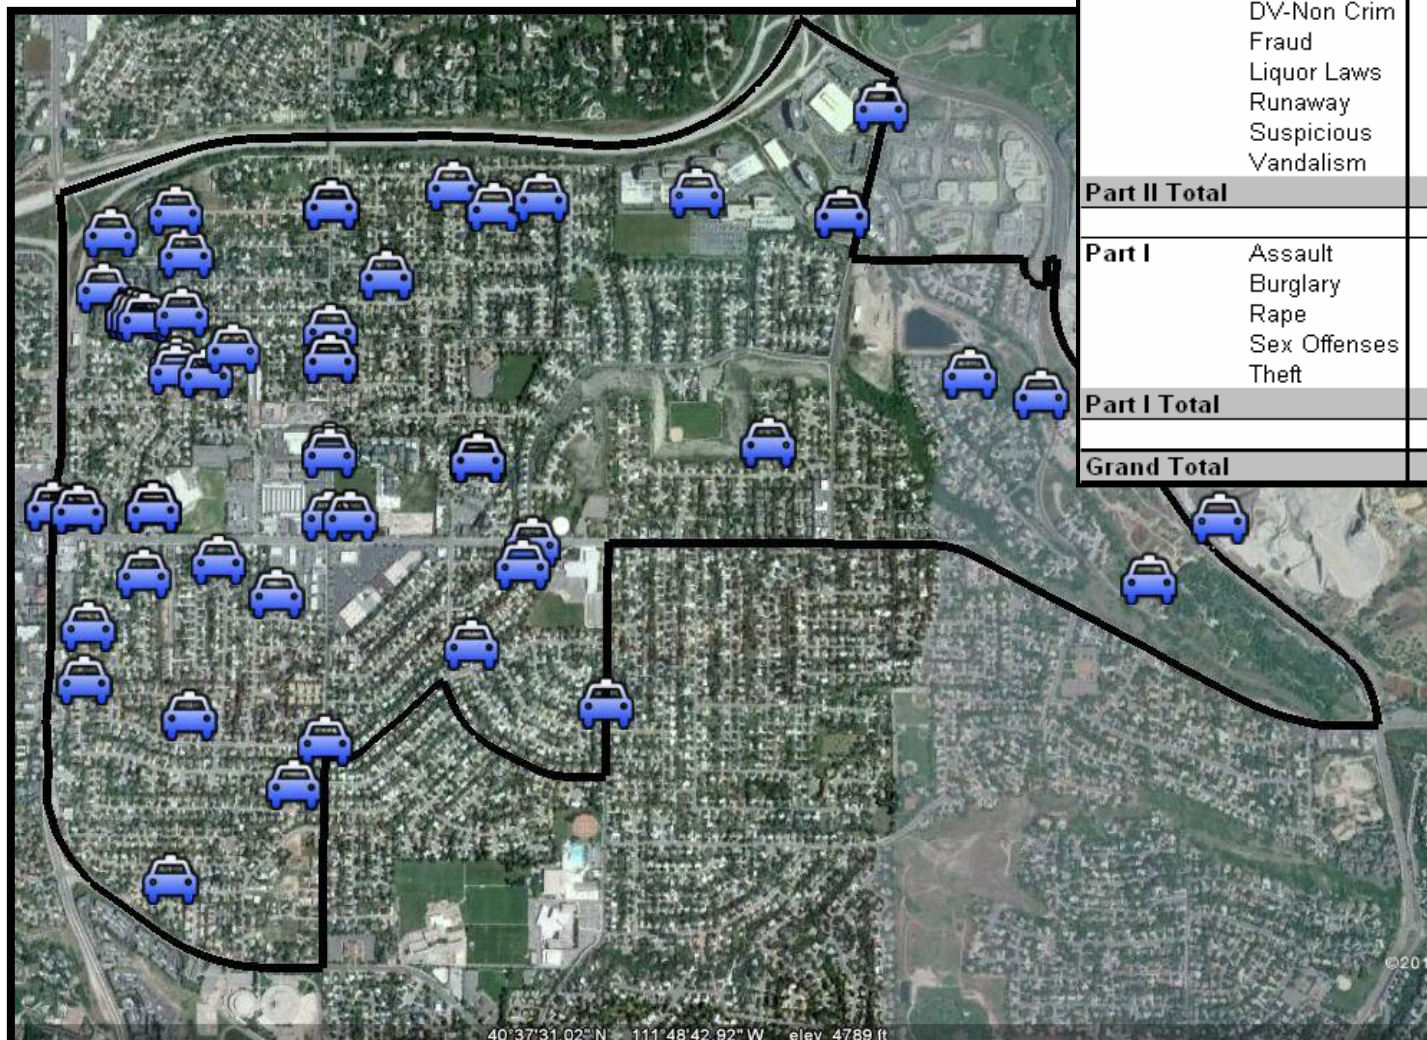 DV-Non Crim
Fraud
Liquor Laws
Runaway
Suspicious
Vandalism
Part II Total
Part I Assault
Burglary
Rape
Sex Offenses
Theft
Part I Total
Grand Total
©201
40°37'31.02" N 111°48'42.92" W elev 4789 ft